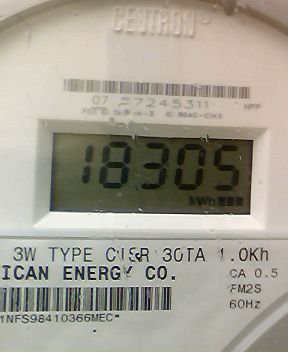 CENTRON
07 57245311 HPP
18305
kWh
3W TYPE C1SR 30TA 1.0Kh
ICAN ENERGY CO. CA 0.5
FM2S
60Hz
1NFS98410366MEC*